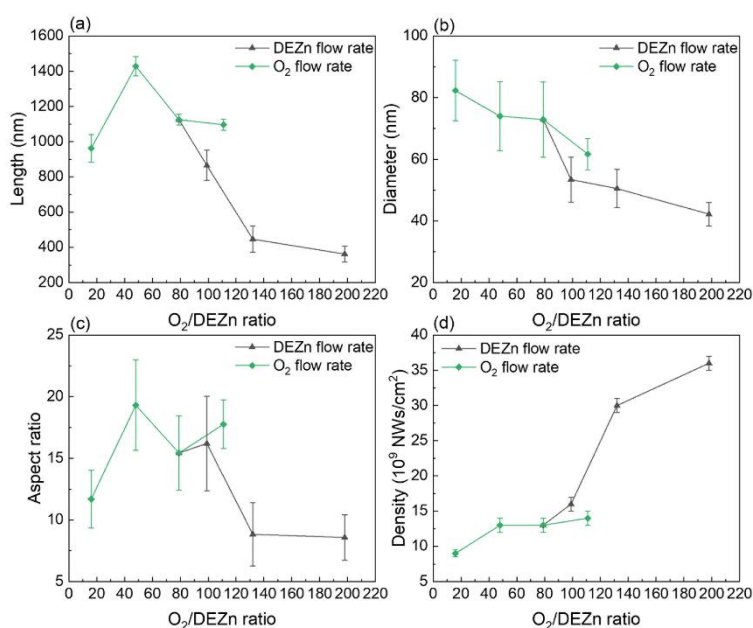 (a)
DEZn flow rate
O₂ flow rate
Length (nm)
1600
1400
1200
1000
800
600
400
200
0 20 40 60 80 100 120 140 160 180 200 220
O₂/DEZn ratio
(b)
DEZn flow rate
O₂ flow rate
Diameter (nm)
100
80
60
40
20
0 20 40 60 80 100 120 140 160 180 200 220
O₂/DEZn ratio
(c)
DEZn flow rate
O₂ flow rate
Aspect ratio
25
20
15
10
5
0 20 40 60 80 100 120 140 160 180 200 220
O₂/DEZn ratio
(d)
DEZn flow rate
O₂ flow rate
Density (10⁹ NWs/cm²)
40
35
30
25
20
15
10
5
0 20 40 60 80 100 120 140 160 180 200 220
O₂/DEZn ratio